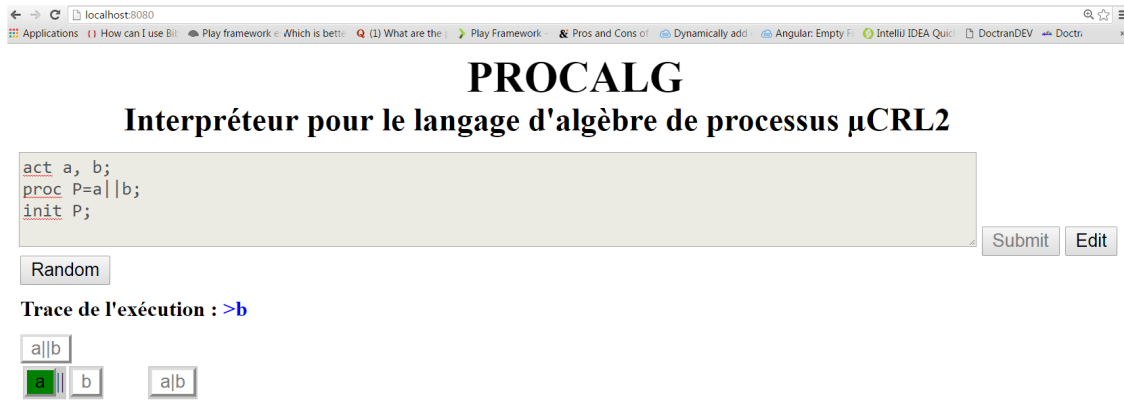 localhost:8080
Applications How can I use Bib Play framework e Which is bette (1) What are the Play Framework - Pros and Cons of Dynamically add Angular: Empty F IntelliJ IDEA Quic DoctranDEV Doctra »
PROCALG
Interpréteur pour le langage d'algèbre de processus µCRL2
act a, b;
proc P=a||b;
init P;
Submit Edit
Random
Trace de l'exécution : >b
a||b
a || b a|b